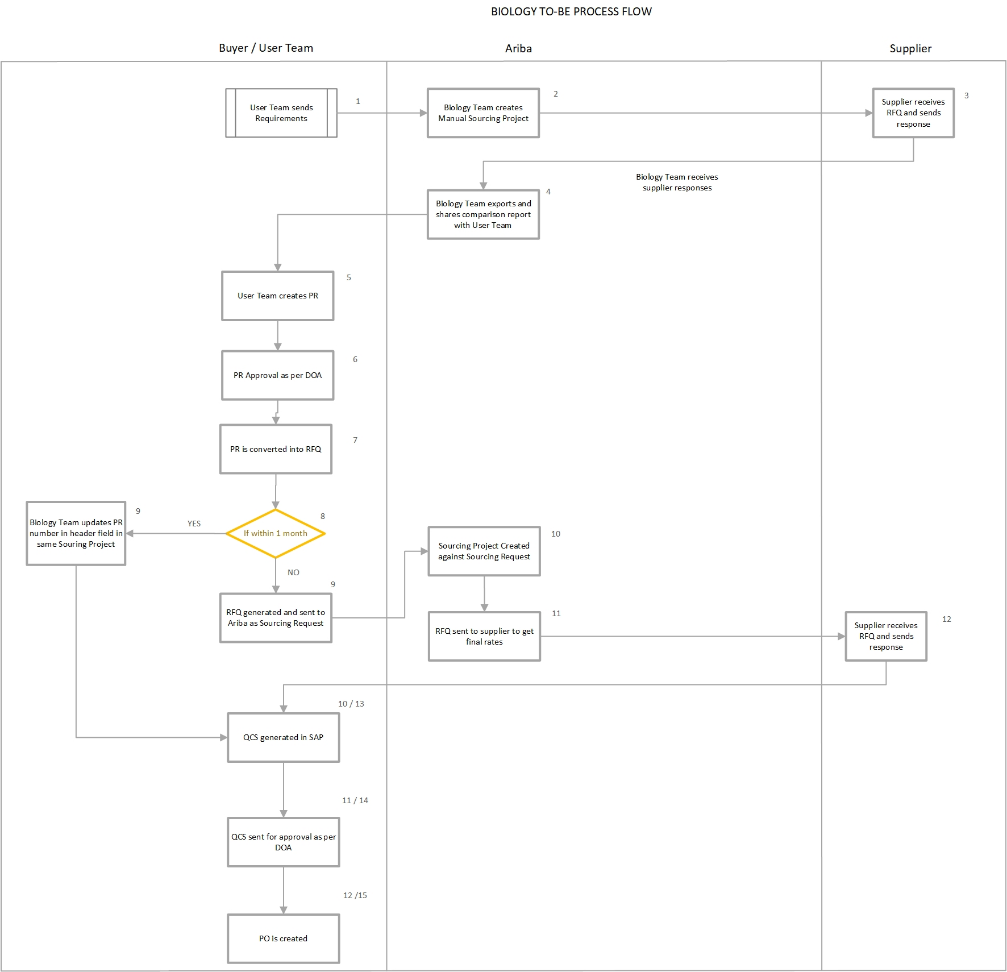 BIOLOGY TO-BE PROCESS FLOW
Buyer / User Team
Ariba
Supplier
User Team sends
Requirements
1
Biology Team creates
Manual Sourcing Project
2
Supplier receives
RFQ and sends
response
3
Biology Team receives
supplier responses
Biology Team exports and
shares comparison report
with User Team
4
User Team creates PR
5
PR Approval as per DOA
6
PR is converted into RFQ
7
If within 1 month
8
YES
Biology Team updates PR
number in header field in
same Souring Project
9
NO
RFQ generated and sent to
Ariba as Sourcing Request
9
Sourcing Project Created
against Sourcing Request
10
RFQ sent to supplier to get
final rates
11
Supplier receives
RFQ and sends
response
12
10 / 13
QCS generated in SAP
11 / 14
QCS sent for approval as per
DOA
12 /15
PO is created